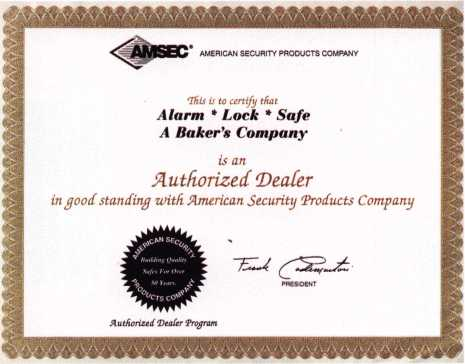 AMSEC® AMERICAN SECURITY PRODUCTS COMPANY
This is to certify that
Alarm * Lock * Safe
A Baker's Company
is an
Authorized Dealer
in good standing with American Security Products Company
AMERICAN SECURITY
Building Quality
Safes For Over
50 Years.
PRODUCTS COMPANY
Frank
PRESIDENT
Authorized Dealer Program